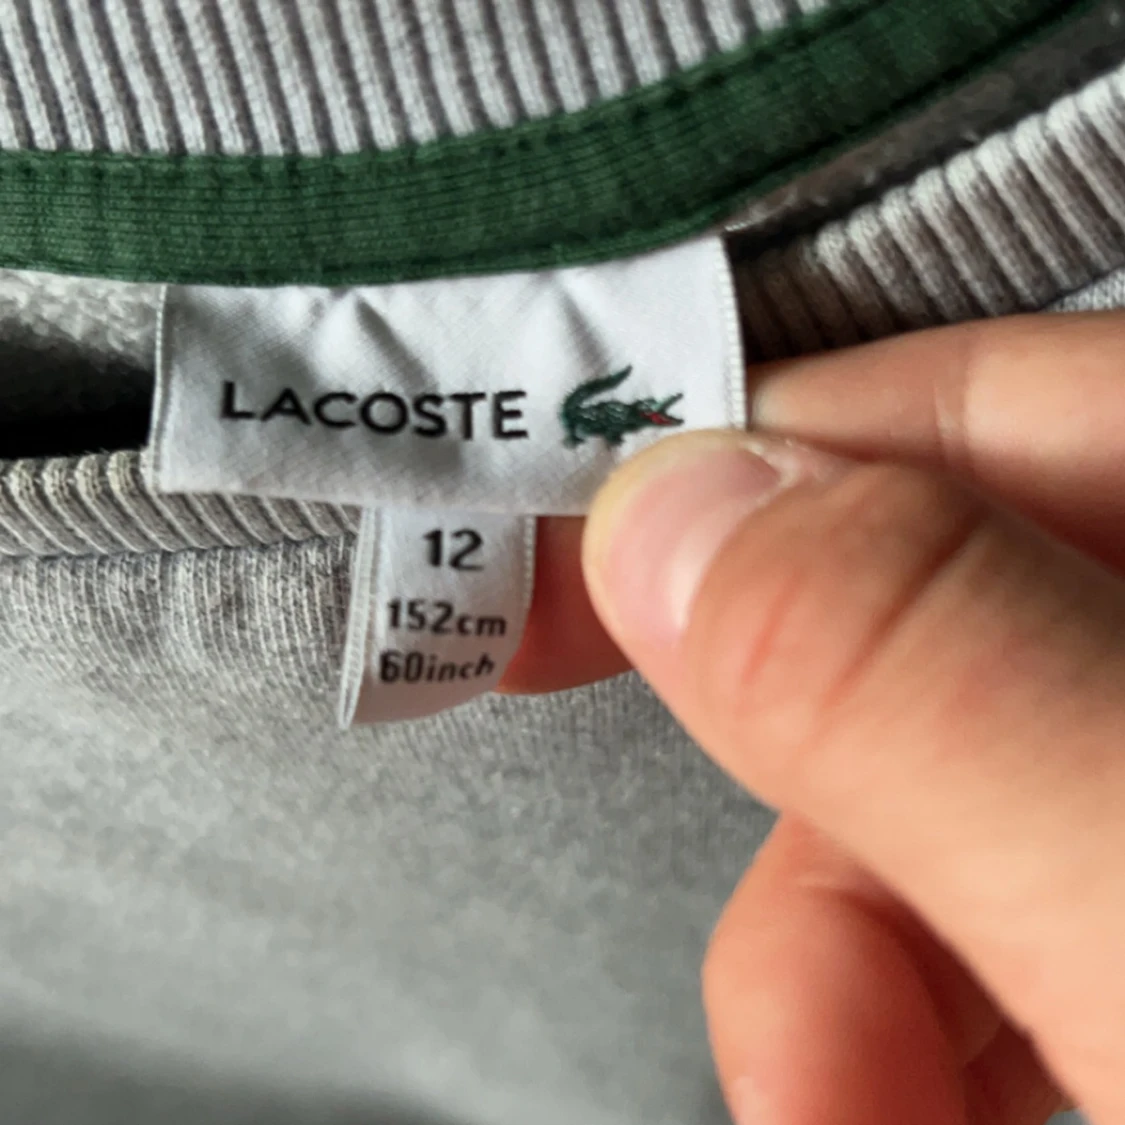 LACOSTE
12
152cm
60inch